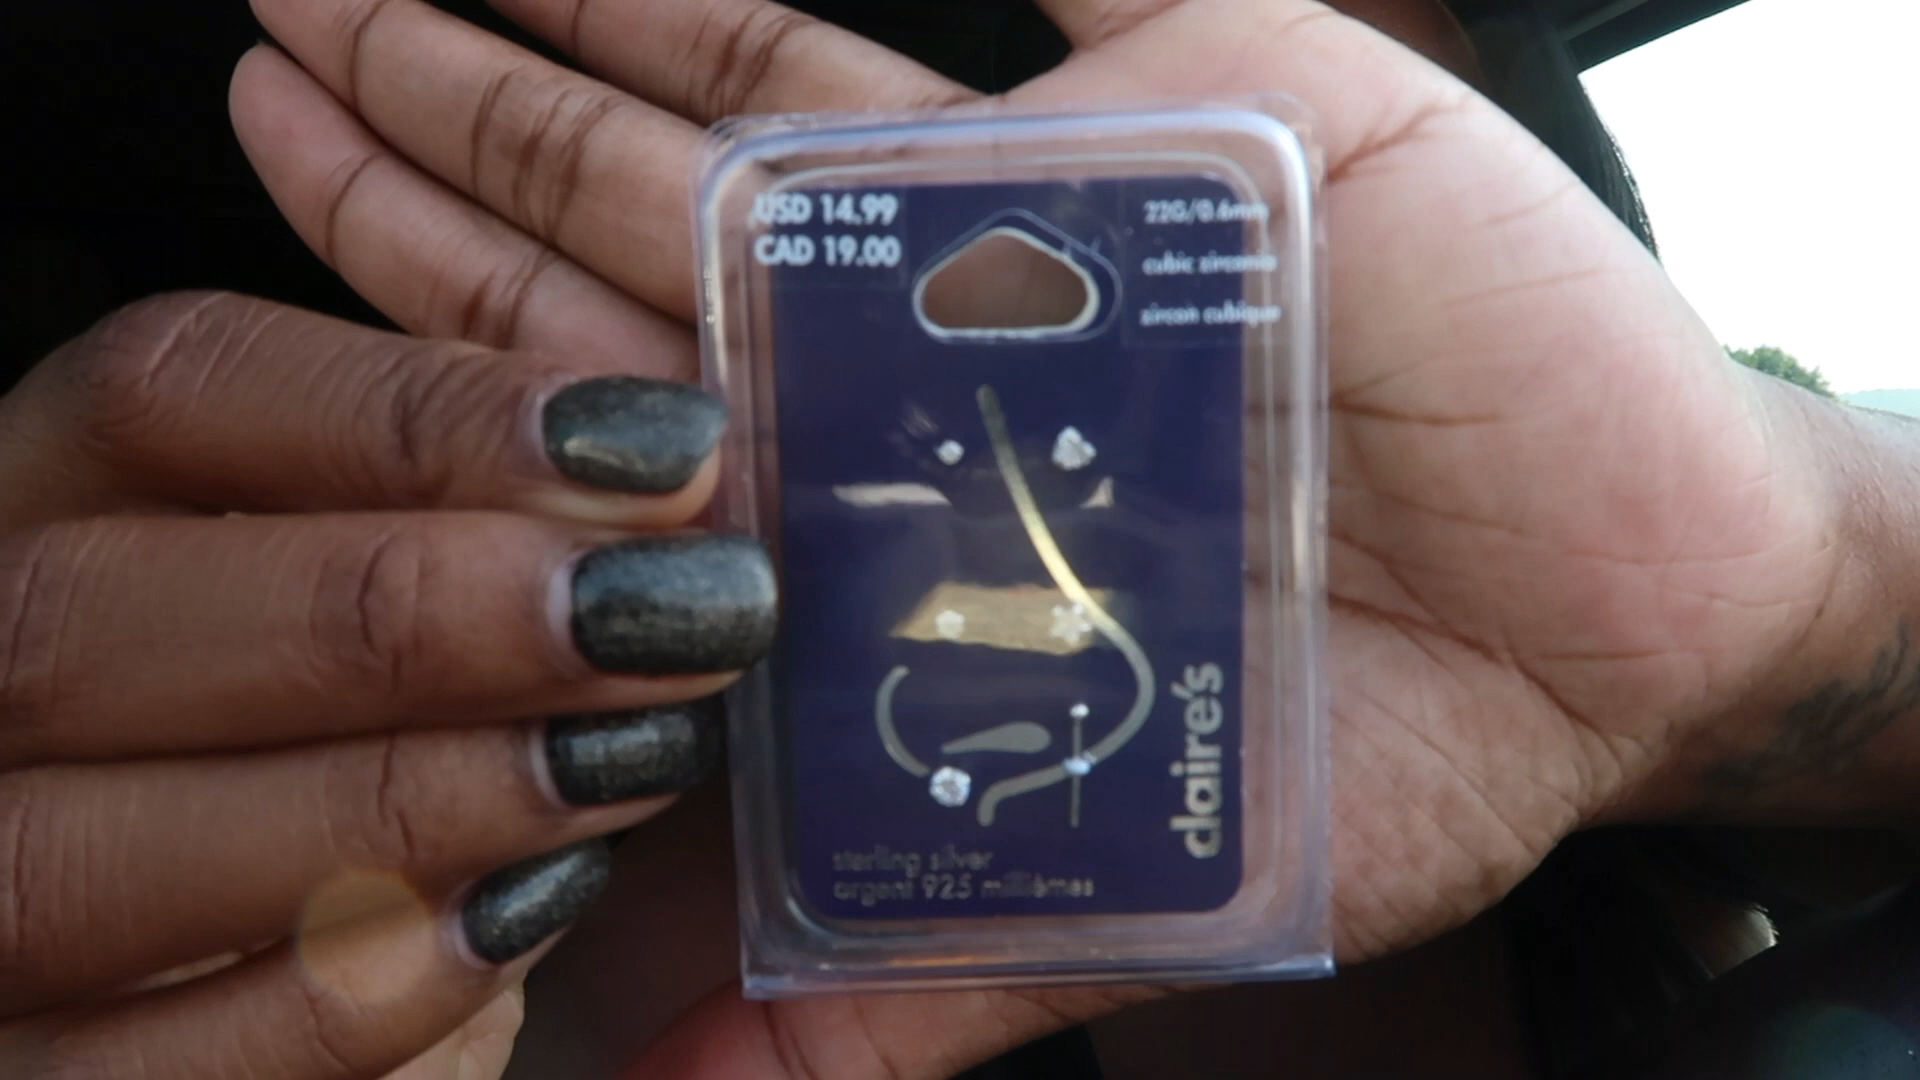 USD 14.99
CAD 19.00
22G/0.6mm
cubic zirconia
zircon cubique
claire's
sterling silver
argent 925 millièmes